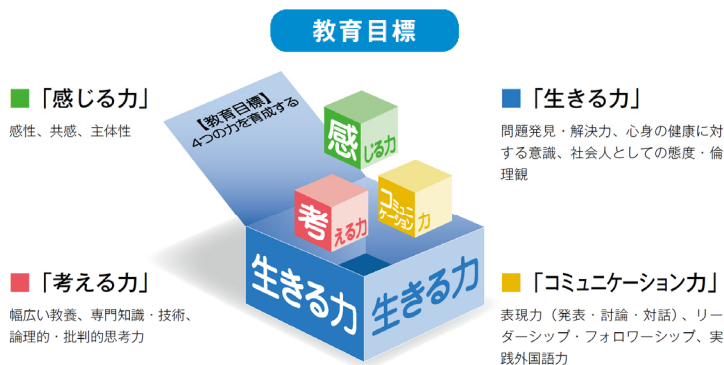 教育目標
■「感じる力」
感性、共感、主体性
■「考える力」
幅広い教養、専門知識・技術、
論理的・批判的思考力
【教育目標】
4つの力を育成する
感じる力
考える力
コミュニケーション力
生きる力
生きる力
■「生きる力」
問題発見・解決力、心身の健康に対
する意識、社会人としての態度・倫
理観
■「コミュニケーション力」
表現力（発表・討論・対話）、リー
ダーシップ・フォロワーシップ、実
践外国語力